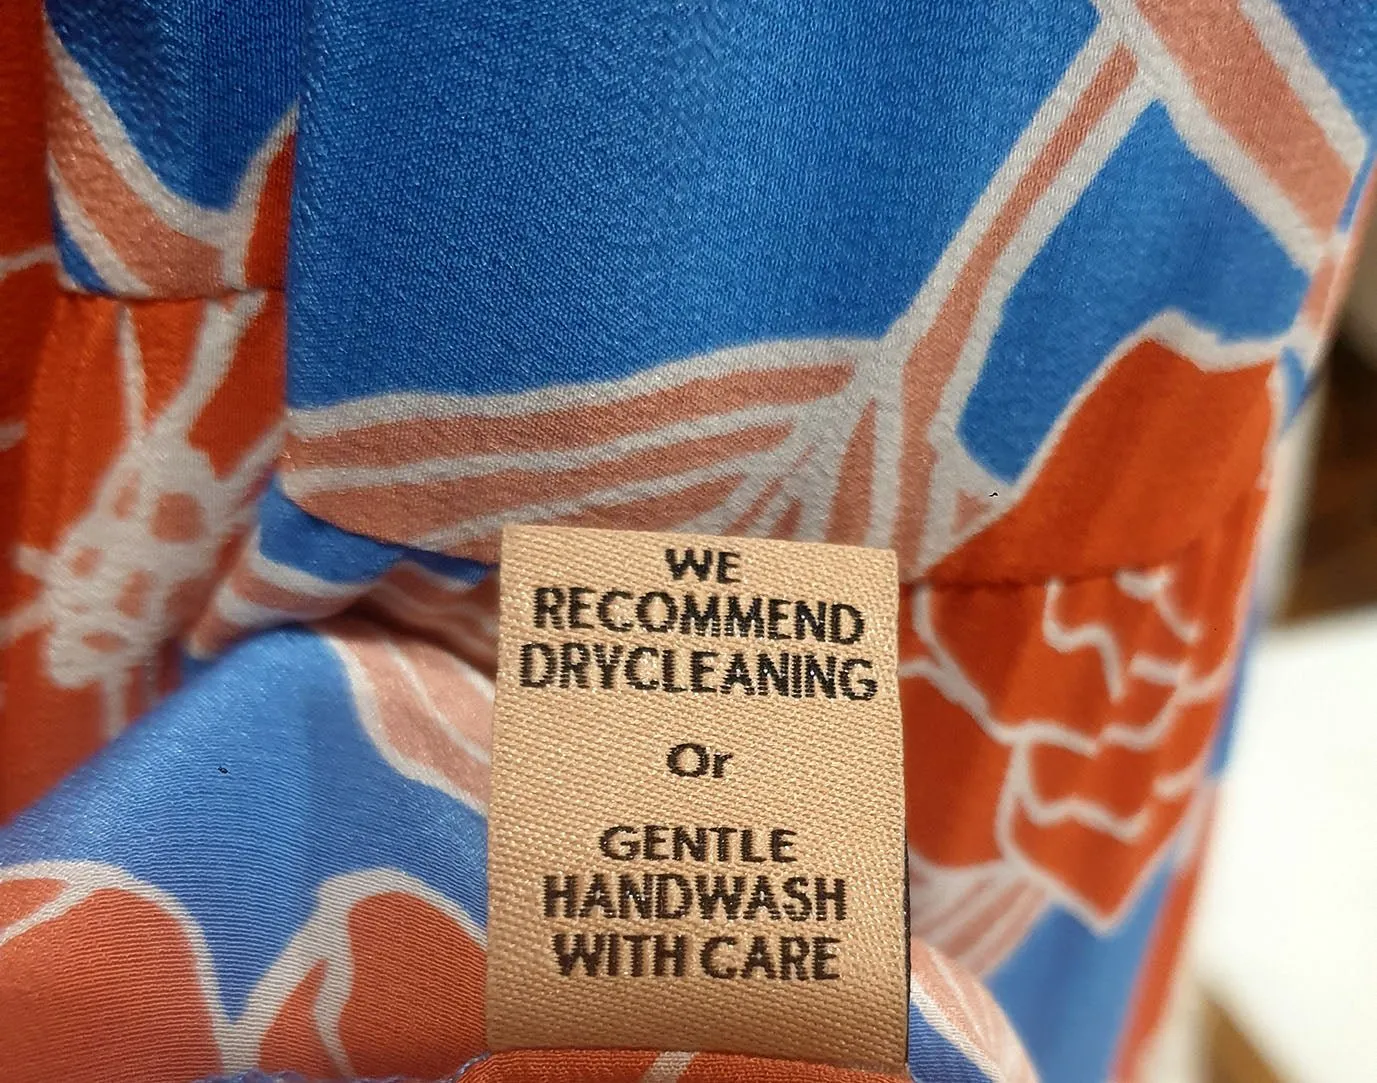 WE
RECOMMEND
DRYCLEANING
Or
GENTLE
HANDWASH
WITH CARE